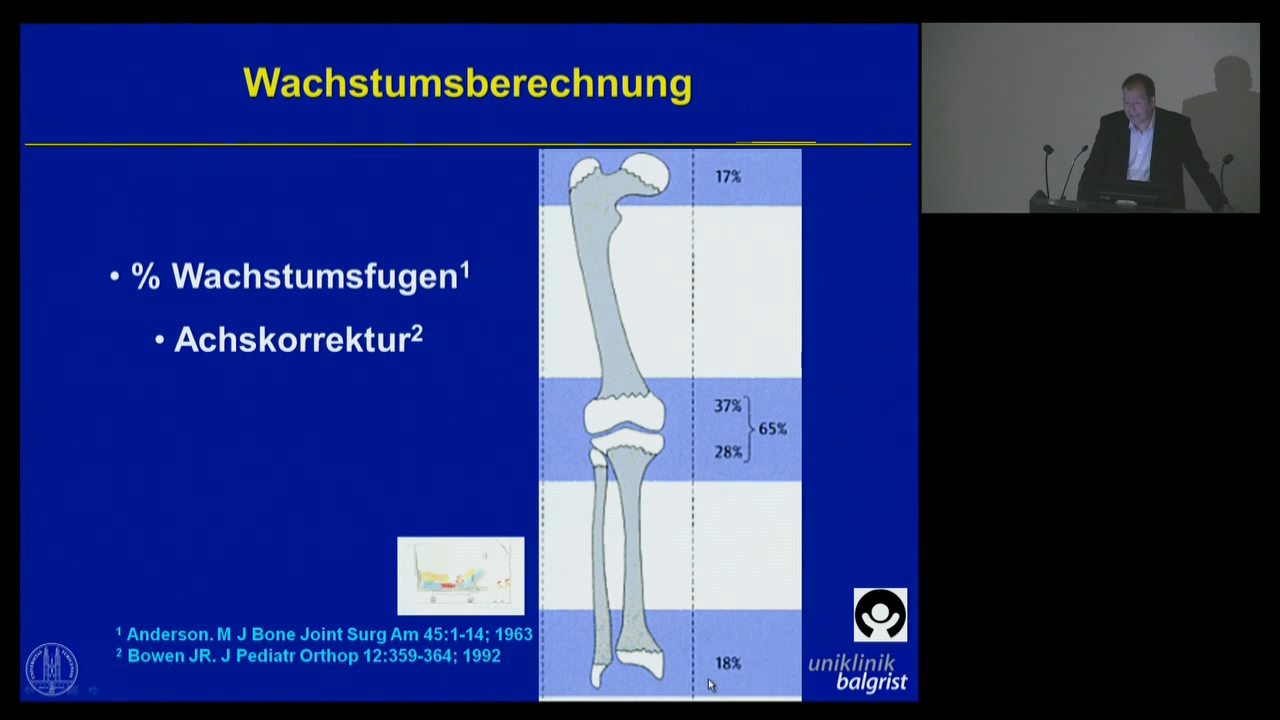 Wachstumsberechnung
• % Wachstumsfugen¹
• Achskorrektur²
17%
37%
65%
28%
18%
¹ Anderson. M J Bone Joint Surg Am 45:1-14; 1963
² Bowen JR. J Pediatr Orthop 12:359-364; 1992
uniklinik
balgrist